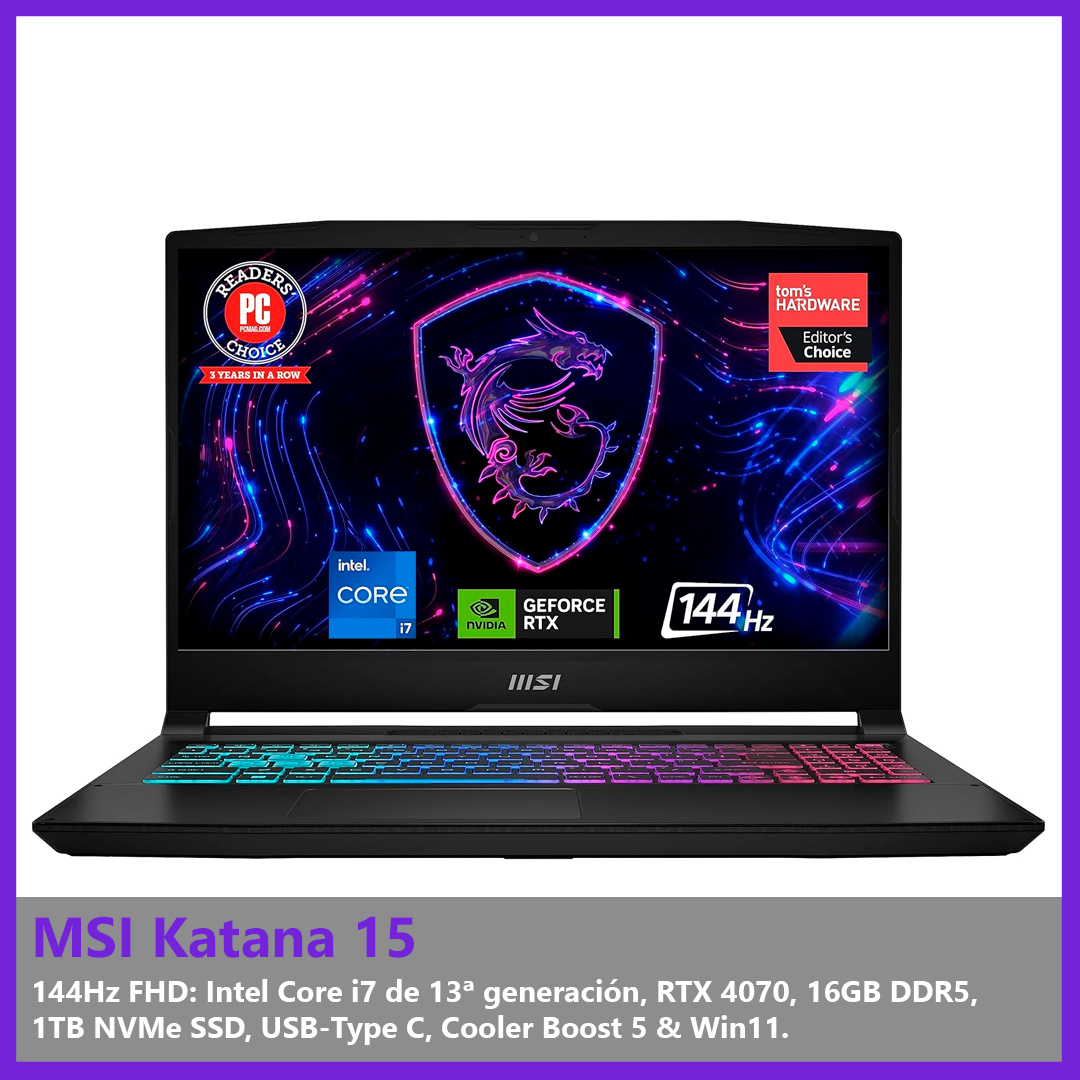 READERS'
PC
PCMAG.COM
CHOICE
3 YEARS IN A ROW
tom's
HARDWARE
Editor's
Choice
intel.
CORE
i7
NVIDIA
GEFORCE
RTX
144Hz
msi
MSI Katana 15
144Hz FHD: Intel Core i7 de 13ª generación, RTX 4070, 16GB DDR5,
1TB NVMe SSD, USB-Type C, Cooler Boost 5 & Win11.